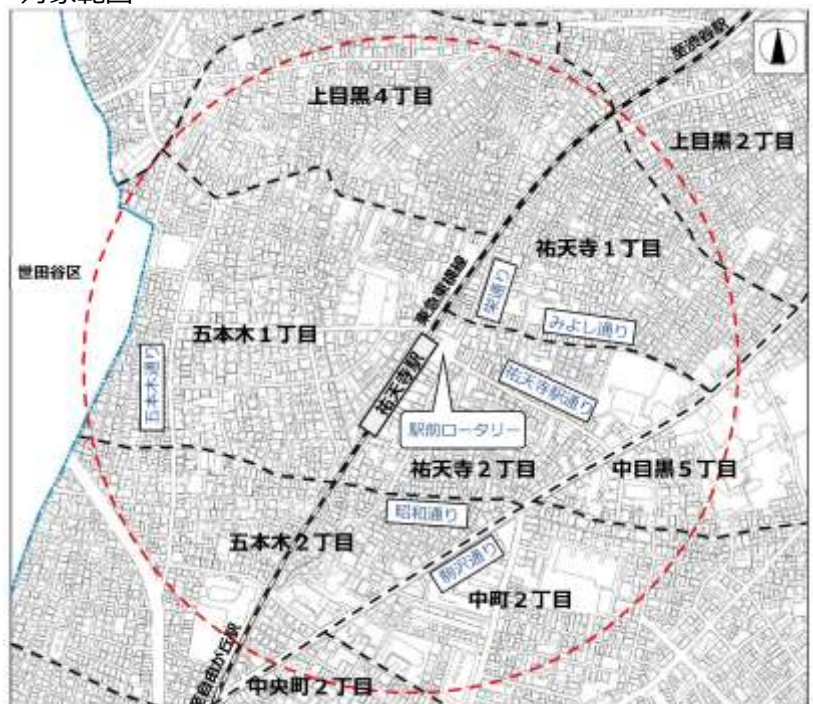 対象範囲
至渋谷駅
上目黒4丁目
上目黒2丁目
祐天寺1丁目
世田谷区
東急東横線
栄通り
みよし通り
五本木1丁目
五本木通り
祐天寺駅
祐天寺駅通り
駅前ロータリー
祐天寺2丁目
中目黒5丁目
昭和通り
五本木2丁目
駒沢通り
中町2丁目
至自由が丘駅
中央町2丁目